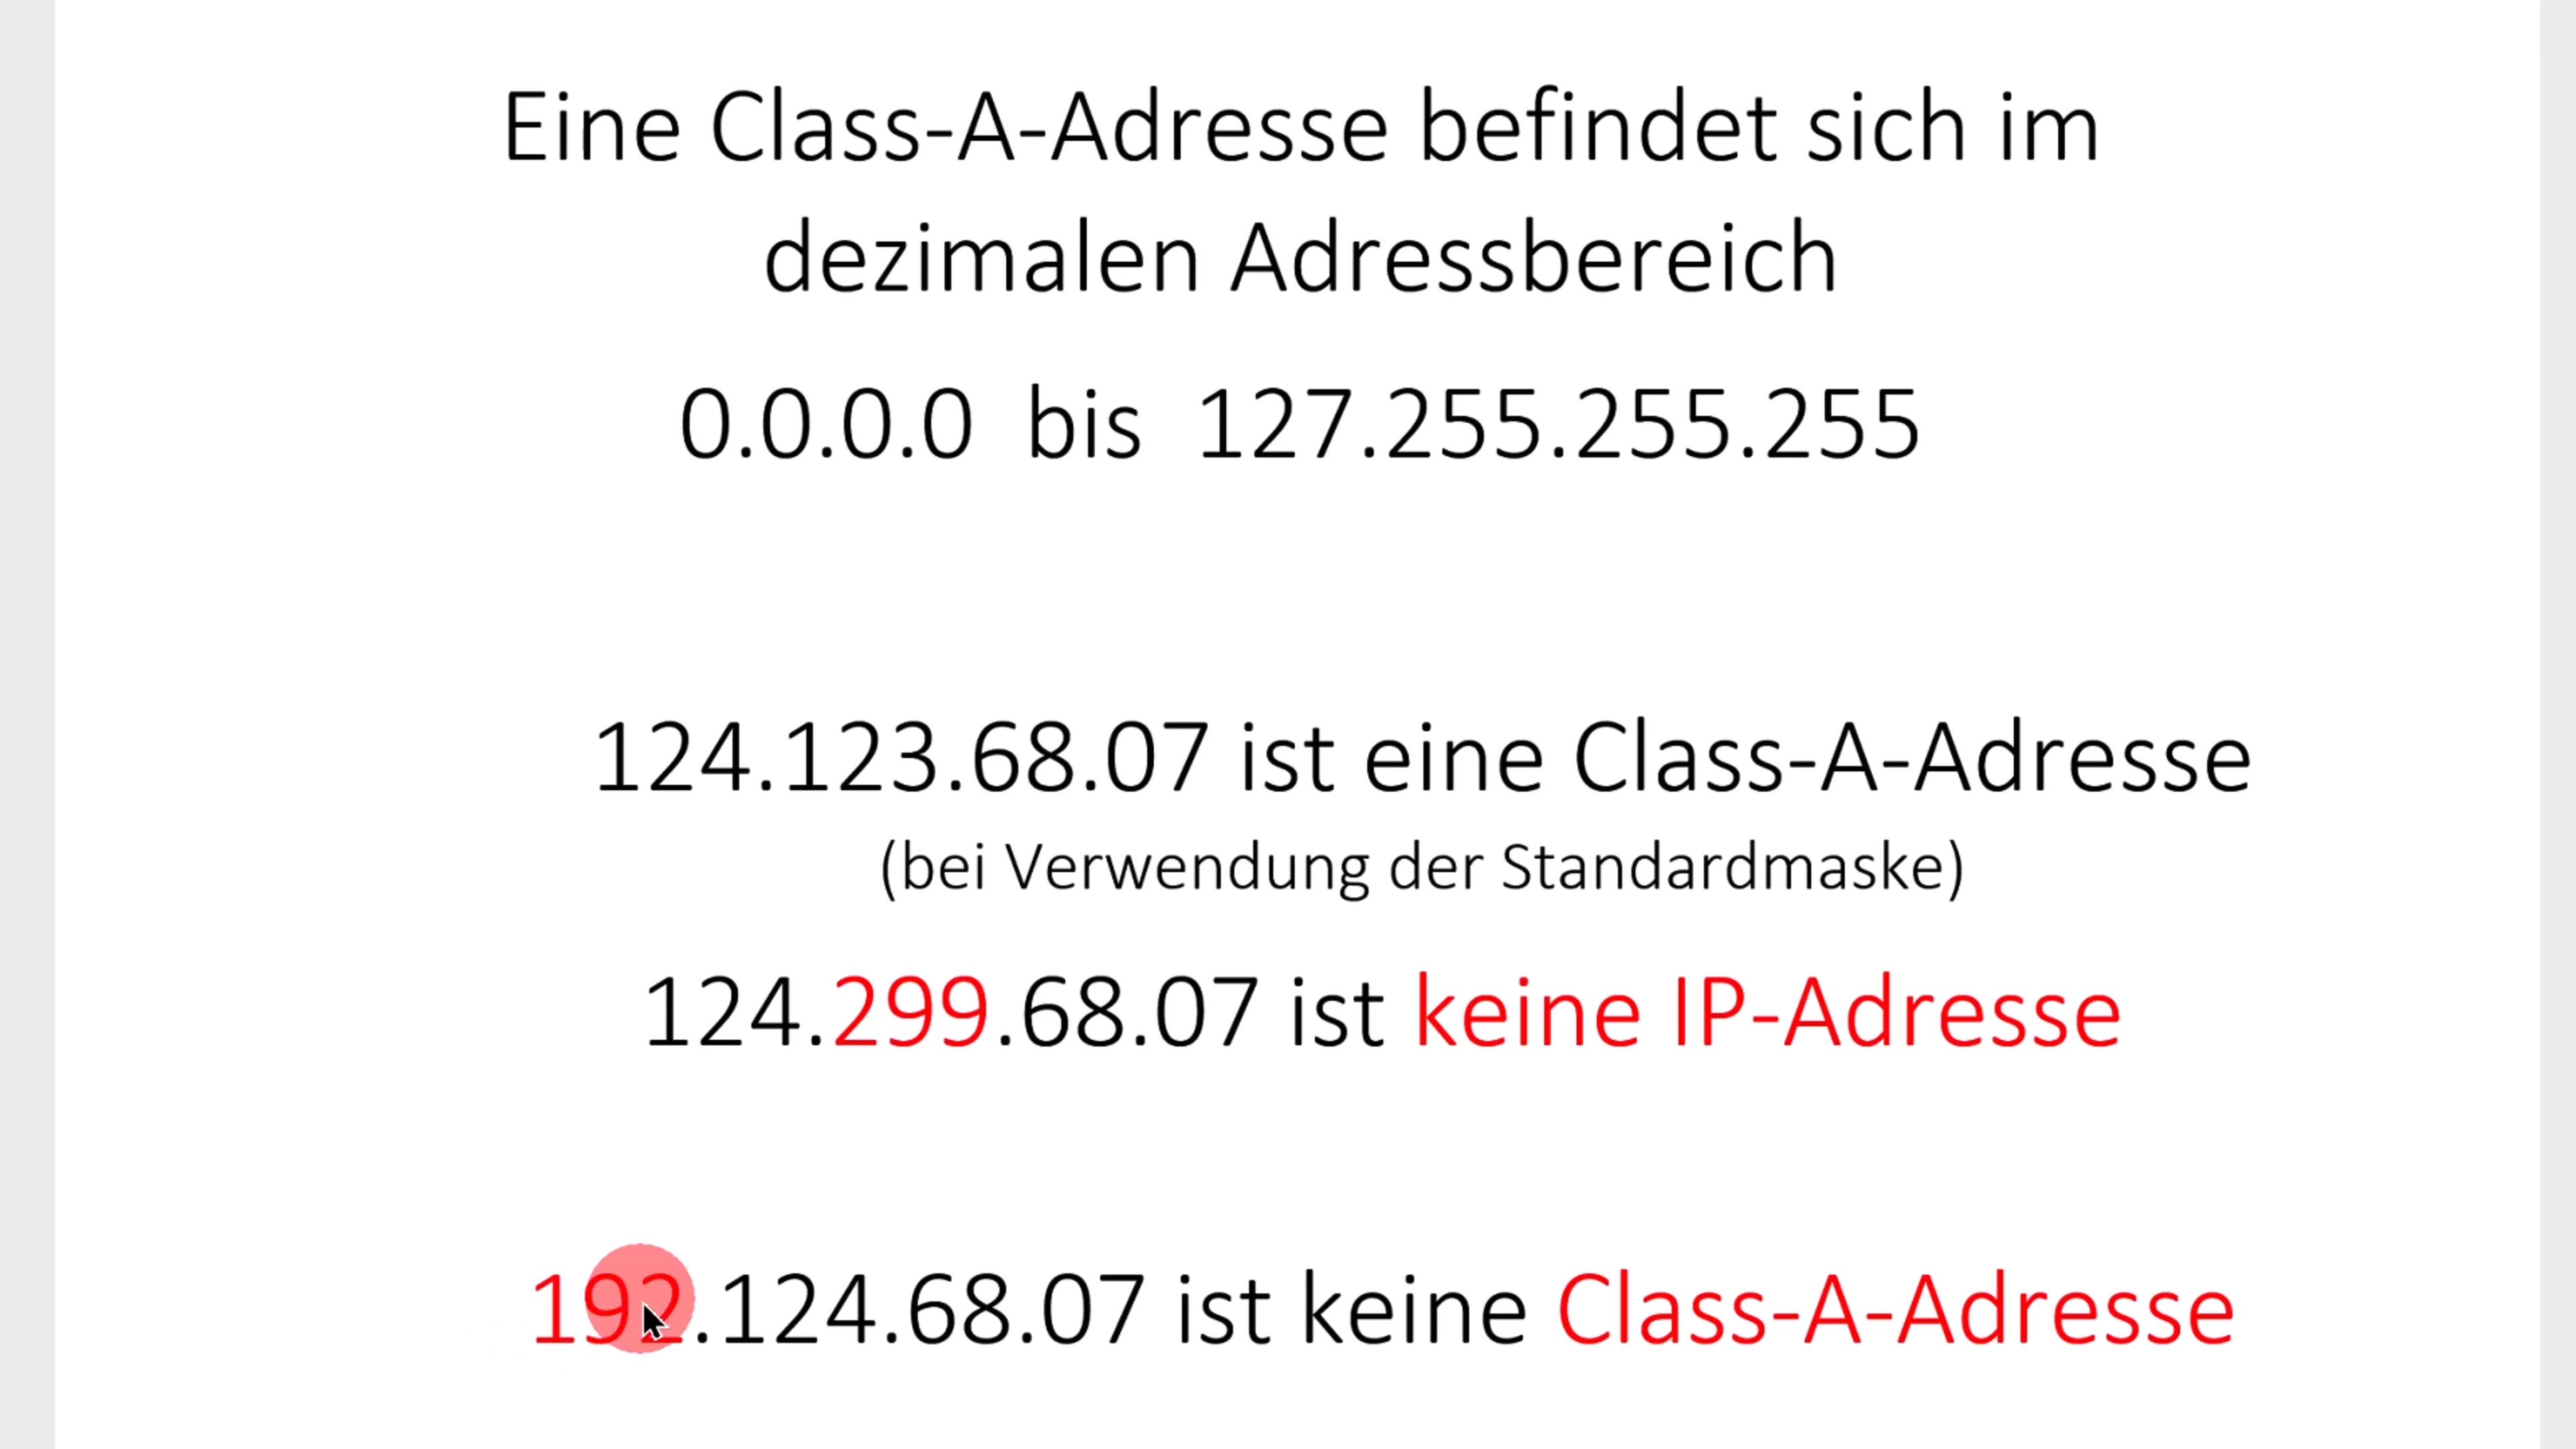 Eine Class-A-Adresse befindet sich im
dezimalen Adressbereich
0.0.0.0 bis 127.255.255.255
124.123.68.07 ist eine Class-A-Adresse
(bei Verwendung der Standardmaske)
124.299.68.07 ist keine IP-Adresse
192.124.68.07 ist keine Class-A-Adresse